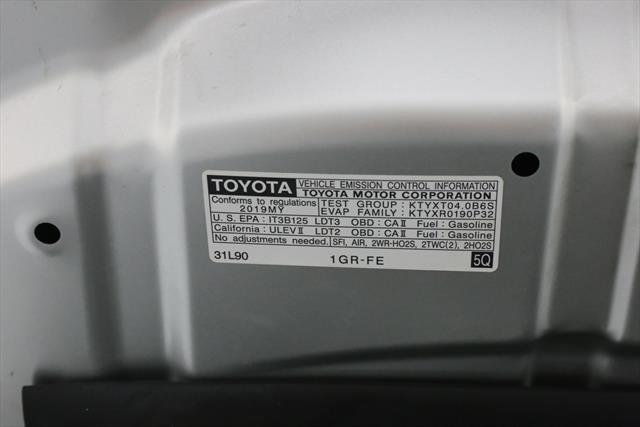 TOYOTA VEHICLE EMISSION CONTROL INFORMATION
TOYOTA MOTOR CORPORATION
Conforms to regulations TEST GROUP : KTYXT04.0B6S
2019MY EVAP FAMILY : KTYXR0190P32
U. S. EPA : IT3B125 LDT3 OBD : CAⅡ Fuel : Gasoline
California : ULEVⅡ LDT2 OBD : CAⅡ Fuel : Gasoline
No adjustments needed. SFI, AIR, 2WR-HO2S, 2TWC(2), 2HO2S
31L90 1GR-FE 5Q